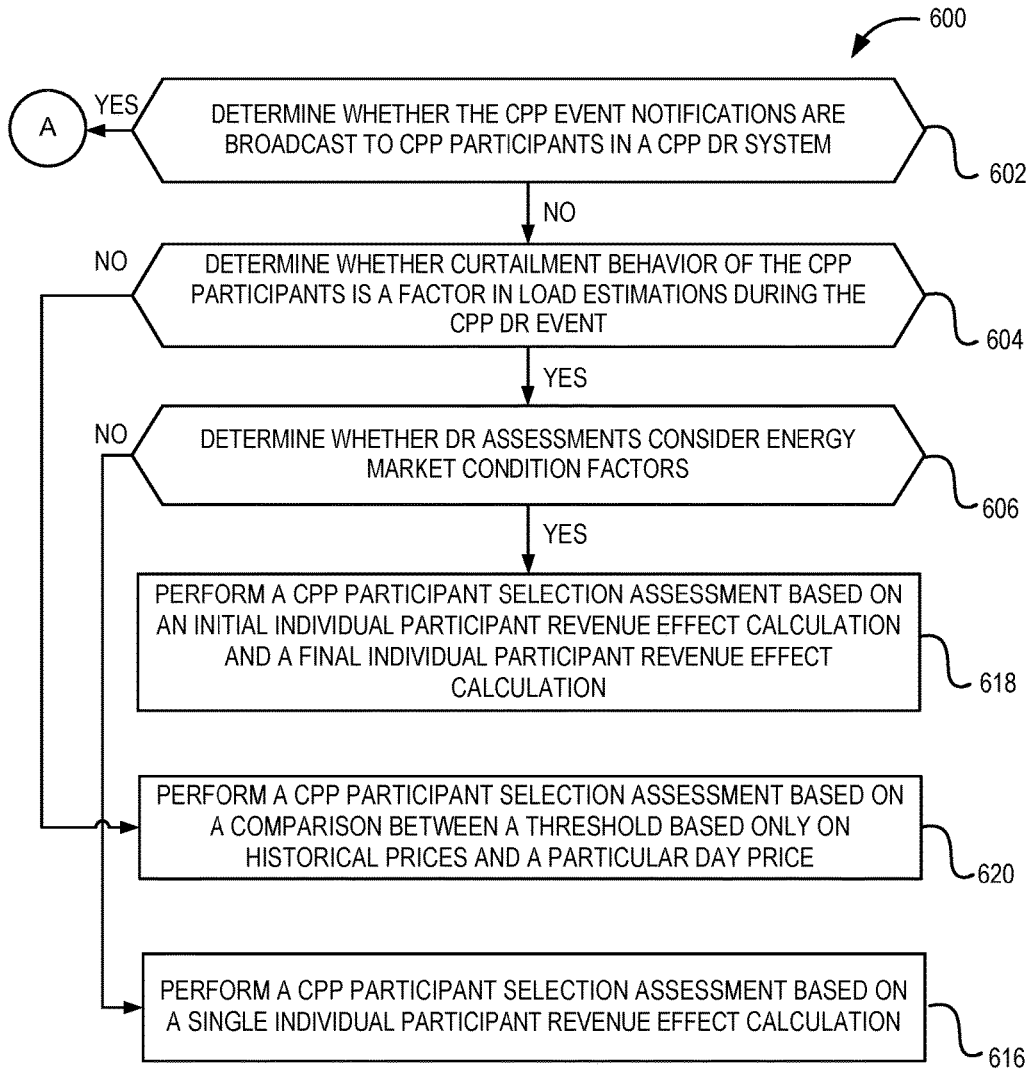 600
A
YES
DETERMINE WHETHER THE CPP EVENT NOTIFICATIONS ARE
BROADCAST TO CPP PARTICIPANTS IN A CPP DR SYSTEM
602
NO
NO
DETERMINE WHETHER CURTAILMENT BEHAVIOR OF THE CPP
PARTICIPANTS IS A FACTOR IN LOAD ESTIMATIONS DURING THE
CPP DR EVENT
604
YES
NO
DETERMINE WHETHER DR ASSESSMENTS CONSIDER ENERGY
MARKET CONDITION FACTORS
606
YES
PERFORM A CPP PARTICIPANT SELECTION ASSESSMENT BASED ON
AN INITIAL INDIVIDUAL PARTICIPANT REVENUE EFFECT CALCULATION
AND A FINAL INDIVIDUAL PARTICIPANT REVENUE EFFECT
CALCULATION
618
PERFORM A CPP PARTICIPANT SELECTION ASSESSMENT BASED ON
A COMPARISON BETWEEN A THRESHOLD BASED ONLY ON
HISTORICAL PRICES AND A PARTICULAR DAY PRICE
620
PERFORM A CPP PARTICIPANT SELECTION ASSESSMENT BASED ON
A SINGLE INDIVIDUAL PARTICIPANT REVENUE EFFECT CALCULATION
616